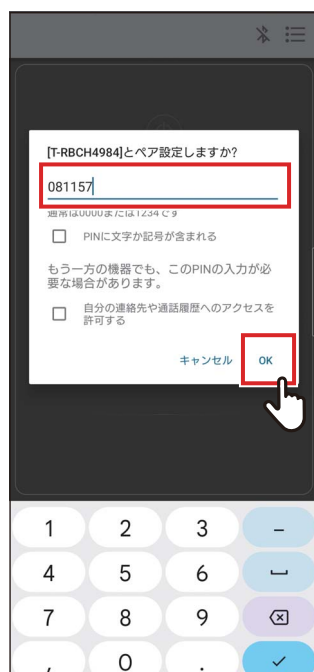 [T-RBCH4984]とペア設定しますか?
081157
通常は0000または1234です
PINに文字か記号が含まれる
もう一方の機器でも、このPINの入力が必
要な場合があります。
自分の連絡先や通話履歴へのアクセスを
許可する
キャンセル OK
1 2 3 –
4 5 6
7 8 9
, 0 .